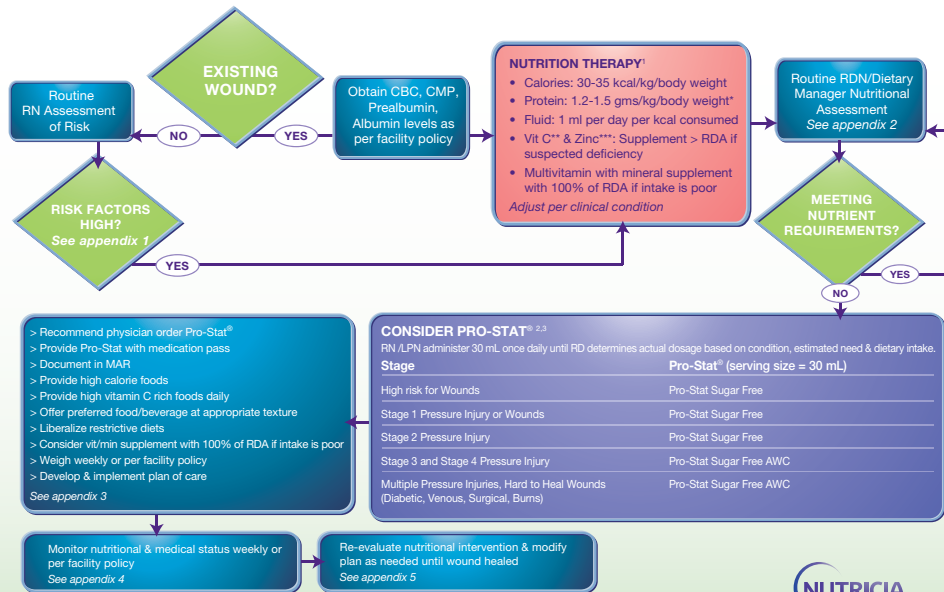 EXISTING
WOUND?
Routine
RN Assessment
of Risk
NO
YES
Obtain CBC, CMP,
Prealbumin,
Albumin levels as
per facility policy
NUTRITION THERAPY¹
• Calories: 30-35 kcal/kg/body weight
• Protein: 1.2-1.5 gms/kg/body weight*
• Fluid: 1 ml per day per kcal consumed
• Vit C** & Zinc***: Supplement > RDA if
suspected deficiency
• Multivitamin with mineral supplement
with 100% of RDA if intake is poor
Adjust per clinical condition
Routine RDN/Dietary
Manager Nutritional
Assessment
See appendix 2
RISK FACTORS
HIGH?
See appendix 1
YES
MEETING
NUTRIENT
REQUIREMENTS?
YES
NO
> Recommend physician order Pro-Stat®
> Provide Pro-Stat with medication pass
> Document in MAR
> Provide high calorie foods
> Provide high vitamin C rich foods daily
> Offer preferred food/beverage at appropriate texture
> Liberalize restrictive diets
> Consider vit/min supplement with 100% of RDA if intake is poor
> Weigh weekly or per facility policy
> Develop & implement plan of care
See appendix 3
CONSIDER PRO-STAT® 2,3
RN /LPN administer 30 mL once daily until RD determines actual dosage based on condition, estimated need & dietary intake.
Stage Pro-Stat® (serving size = 30 mL)
High risk for Wounds Pro-Stat Sugar Free
Stage 1 Pressure Injury or Wounds Pro-Stat Sugar Free
Stage 2 Pressure Injury Pro-Stat Sugar Free
Stage 3 and Stage 4 Pressure Injury Pro-Stat Sugar Free AWC
Multiple Pressure Injuries, Hard to Heal Wounds Pro-Stat Sugar Free AWC
(Diabetic, Venous, Surgical, Burns)
Monitor nutritional & medical status weekly or
per facility policy
See appendix 4
Re-evaluate nutritional intervention & modify
plan as needed until wound healed
See appendix 5
NUTRICIA